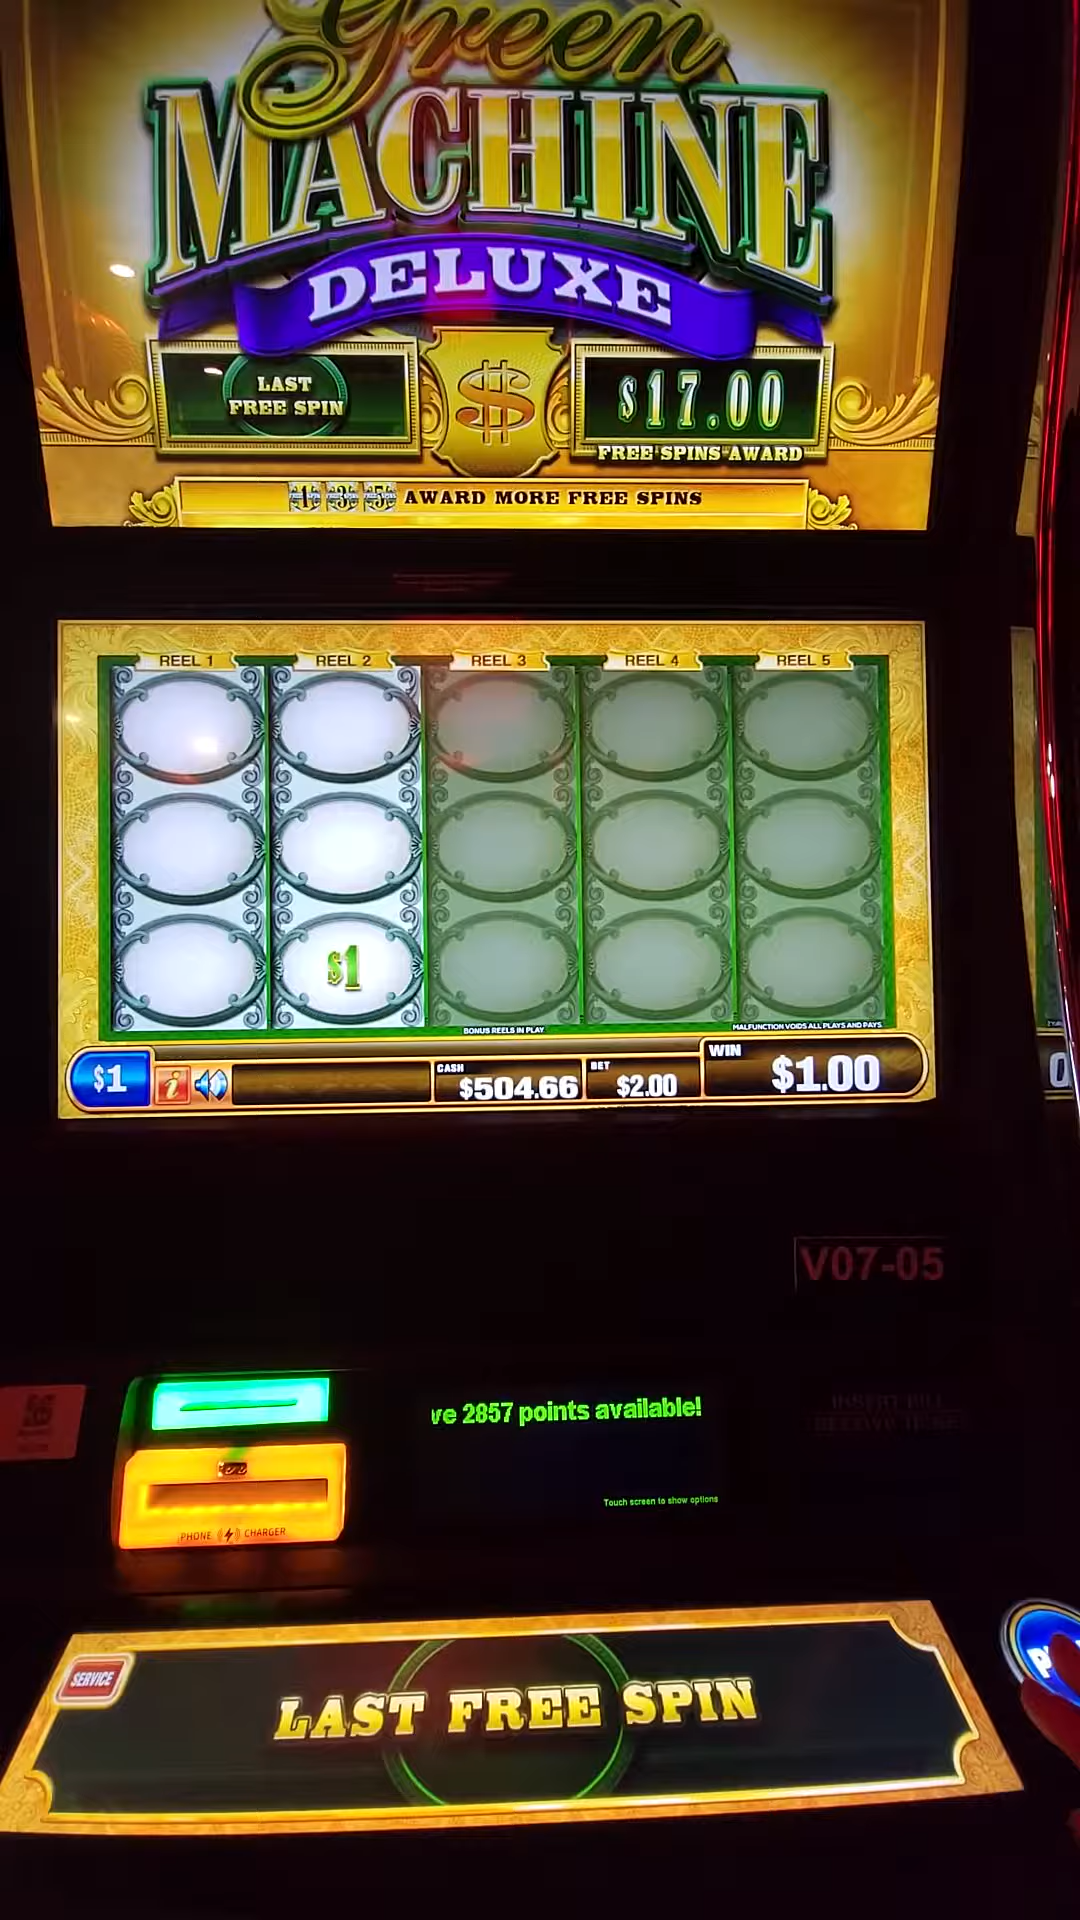 Green
MACHINE
DELUXE
LAST
FREE SPIN
$
$17.00
FREE SPINS AWARD
AWARD MORE FREE SPINS
REEL 1 REEL 2 REEL 3 REEL 4 REEL 5
$1
BONUS REELS IN PLAY
MALFUNCTION VOIDS ALL PLAYS AND PAYS.
$1
i
CASH
$504.66
BET
$2.00
WIN
$1.00
V07-05
ve 2857 points available!
Touch screen to show options
PHONE CHARGER
SERVICE
LAST FREE SPIN